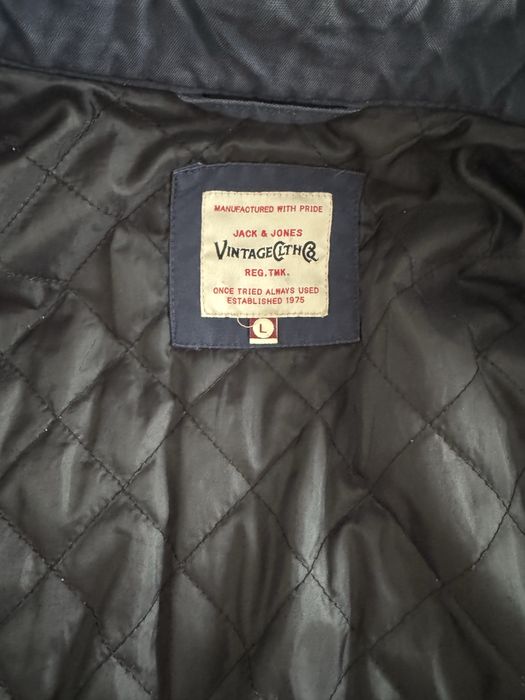 MANUFACTURED WITH PRIDE
JACK & JONES
VINTAGE CLTH CO
REG. TMK.
ONCE TRIED ALWAYS USED
ESTABLISHED 1975
L